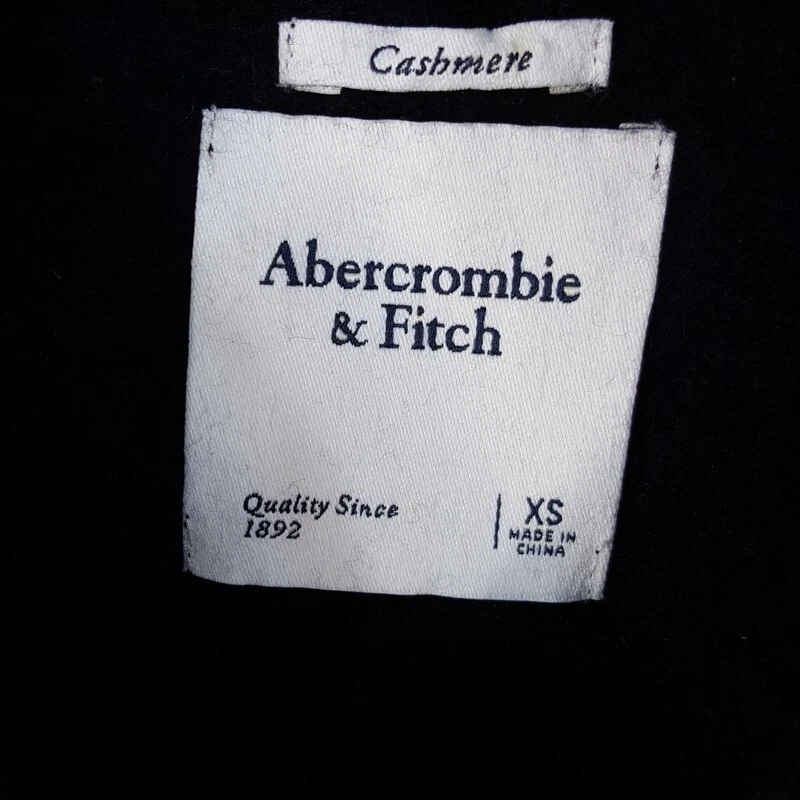 Cashmere
Abercrombie
& Fitch
Quality Since
1892
XS
MADE IN
CHINA